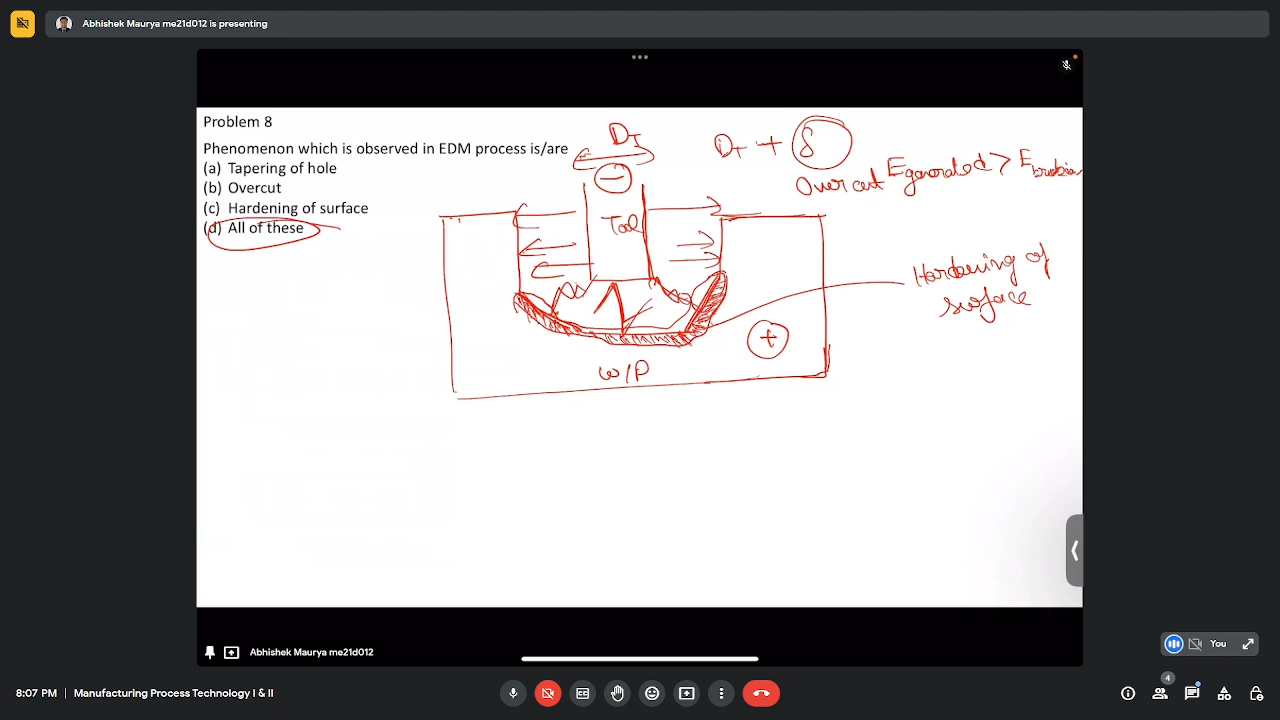 Abhishek Maurya me21d012 is presenting
Problem 8
Phenomenon which is observed in EDM process is/are
(a) Tapering of hole
(b) Overcut
(c) Hardening of surface
(d) All of these
DT
DT + δ
Overcut
Egenerated > E
−
Tool
Hardening of
surface
+
W/P
Abhishek Maurya me21d012
You
8:07 PM | Manufacturing Process Technology I & II
4